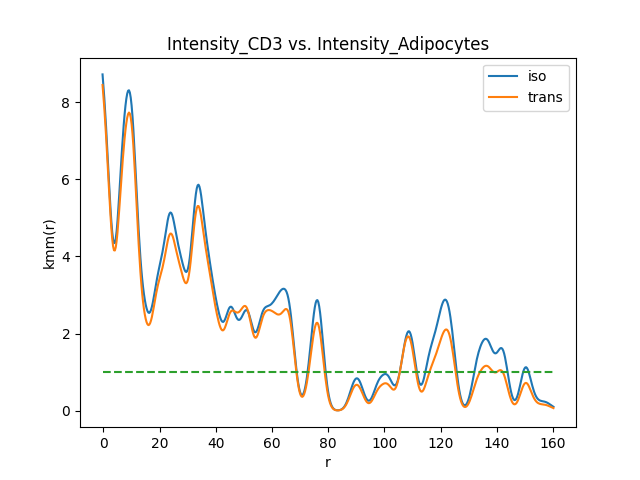 Intensity_CD3 vs. Intensity_Adipocytes
iso
trans
kmm(r)
8
6
4
2
0
0 20 40 60 80 100 120 140 160
r